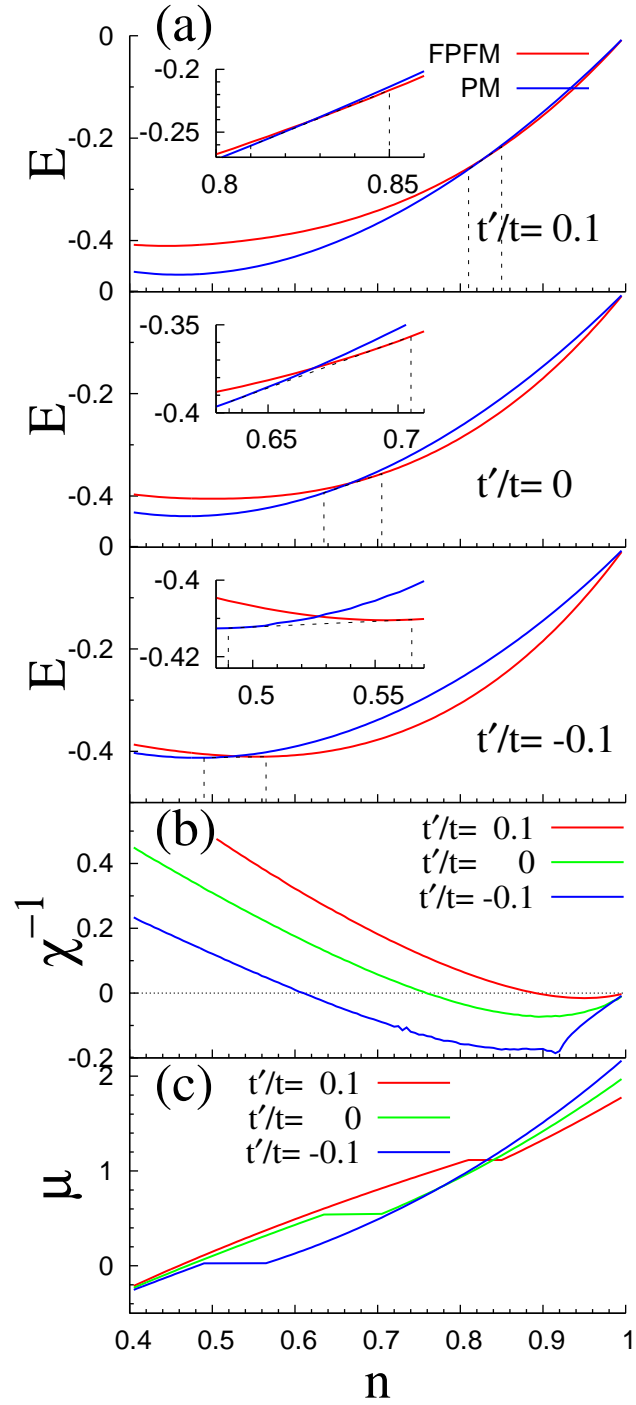 (a)
FPFM
PM
0
-0.2
-0.4
E
-0.2
-0.25
0.8 0.85
t′/t= 0.1
0
-0.2
-0.4
E
-0.35
-0.4
0.65 0.7
t′/t= 0
0
-0.2
-0.4
E
-0.4
-0.42
0.5 0.55
t′/t= -0.1
(b)
t′/t= 0.1
t′/t= 0
t′/t= -0.1
0.4
0.2
0
-0.2
χ⁻¹
(c)
t′/t= 0.1
t′/t= 0
t′/t= -0.1
2
1
0
μ
0.4 0.5 0.6 0.7 0.8 0.9 1
n